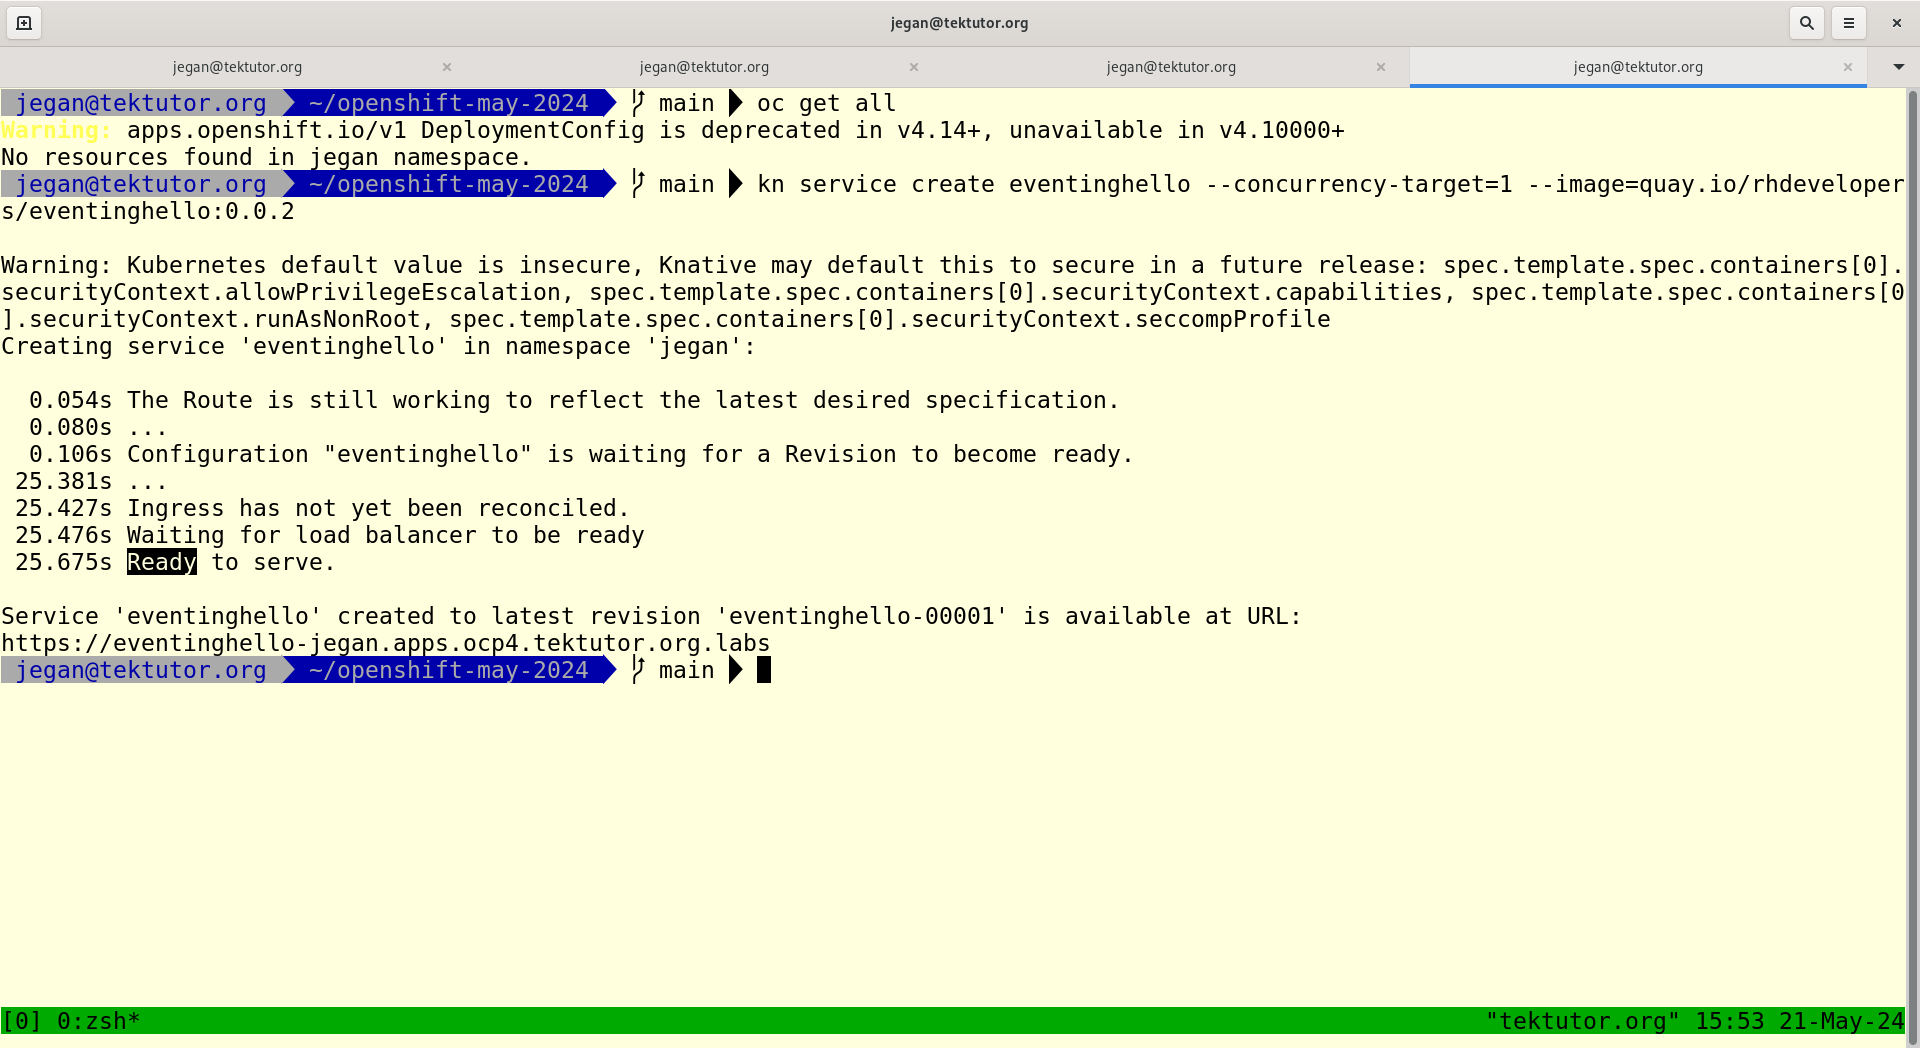 jegan@tektutor.org
jegan@tektutor.org jegan@tektutor.org jegan@tektutor.org jegan@tektutor.org
jegan@tektutor.org ~/openshift-may-2024 main oc get all
Warning: apps.openshift.io/v1 DeploymentConfig is deprecated in v4.14+, unavailable in v4.10000+
No resources found in jegan namespace.
jegan@tektutor.org ~/openshift-may-2024 main kn service create eventinghello --concurrency-target=1 --image=quay.io/rhdeveloper
s/eventinghello:0.0.2
Warning: Kubernetes default value is insecure, Knative may default this to secure in a future release: spec.template.spec.containers[0].
securityContext.allowPrivilegeEscalation, spec.template.spec.containers[0].securityContext.capabilities, spec.template.spec.containers[0
].securityContext.runAsNonRoot, spec.template.spec.containers[0].securityContext.seccompProfile
Creating service 'eventinghello' in namespace 'jegan':
0.054s The Route is still working to reflect the latest desired specification.
0.080s ...
0.106s Configuration "eventinghello" is waiting for a Revision to become ready.
25.381s ...
25.427s Ingress has not yet been reconciled.
25.476s Waiting for load balancer to be ready
25.675s Ready to serve.
Service 'eventinghello' created to latest revision 'eventinghello-00001' is available at URL:
https://eventinghello-jegan.apps.ocp4.tektutor.org.labs
jegan@tektutor.org ~/openshift-may-2024 main
[0] 0:zsh* "tektutor.org" 15:53 21-May-24